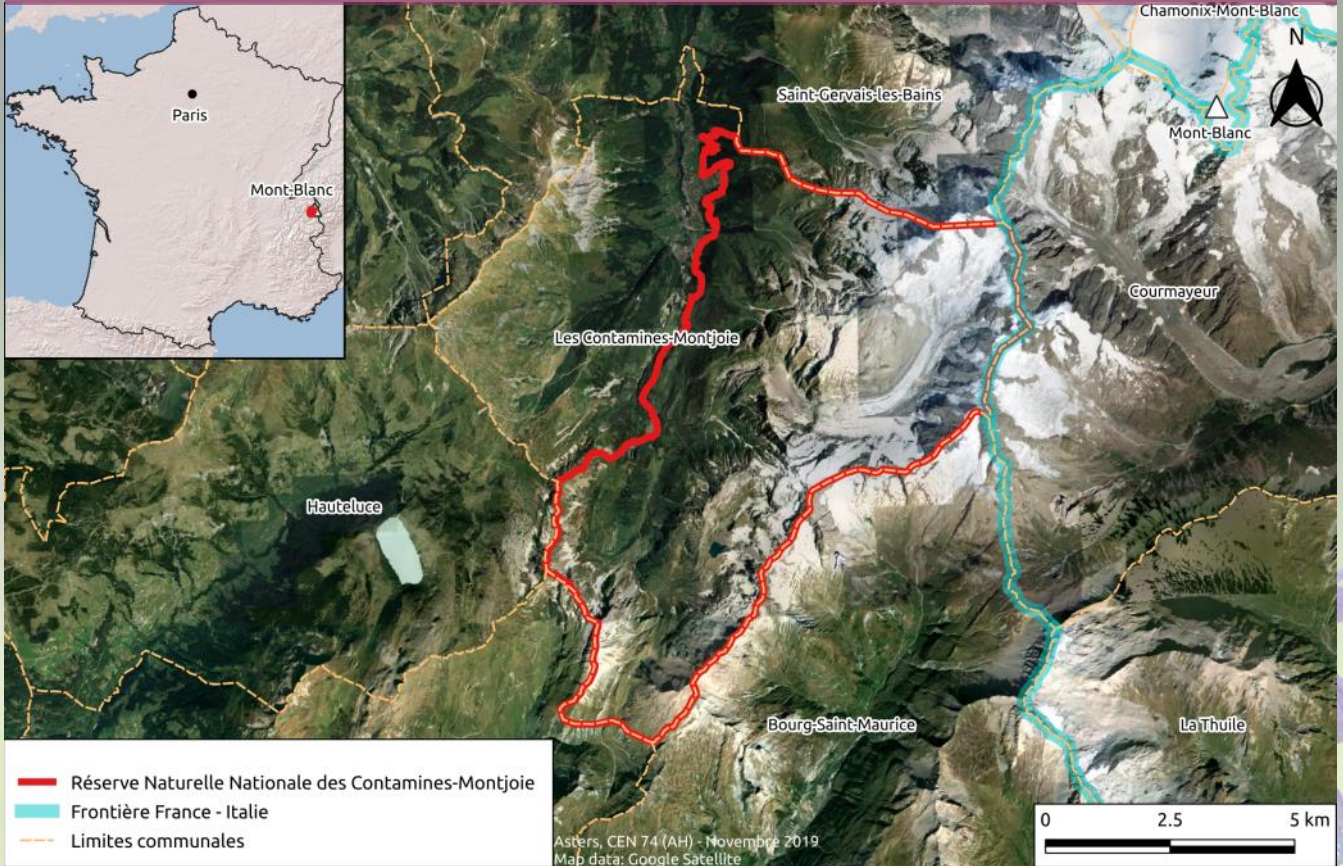 Paris
Mont-Blanc
Chamonix-Mont-Blanc
N
Saint-Gervais-les-Bains
Mont-Blanc
Courmayeur
Les Contamines-Montjoie
Hauteluce
Bourg-Saint-Maurice
La Thuile
Réserve Naturelle Nationale des Contamines-Montjoie
Frontière France - Italie
Limites communales
Asters, CEN 74 (AH) - Novembre 2019
Map data: Google Satellite
0 2.5 5 km